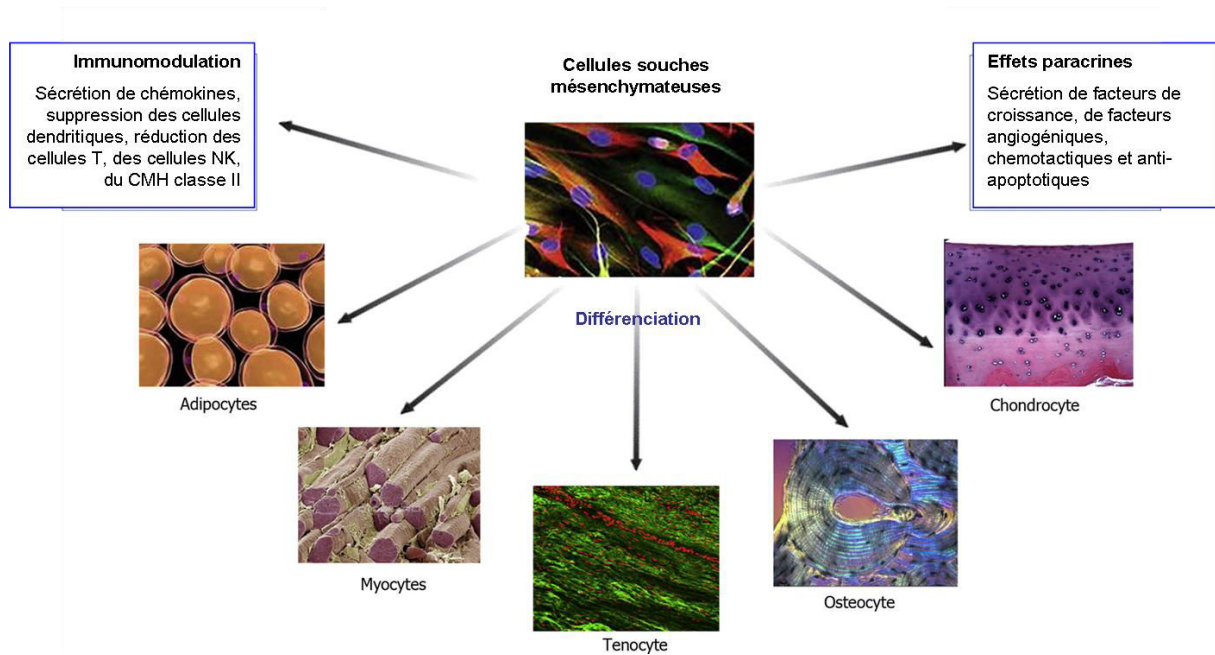 Immunomodulation
Sécrétion de chémokines,
suppression des cellules
dendritiques, réduction des
cellules T, des cellules NK,
du CMH classe II
Cellules souches
mésenchymateuses
Effets paracrines
Sécrétion de facteurs de
croissance, de facteurs
angiogéniques,
chemotactiques et anti-
apoptotiques
Différenciation
Adipocytes
Myocytes
Tenocyte
Osteocyte
Chondrocyte